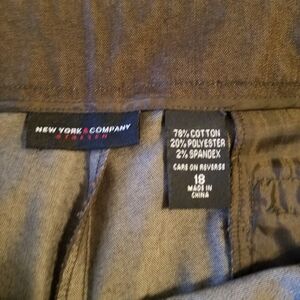 NEW YORK & COMPANY
STRETCH
78% COTTON
20% POLYESTER
2% SPANDEX
CARE ON REVERSE
18
MADE IN
CHINA